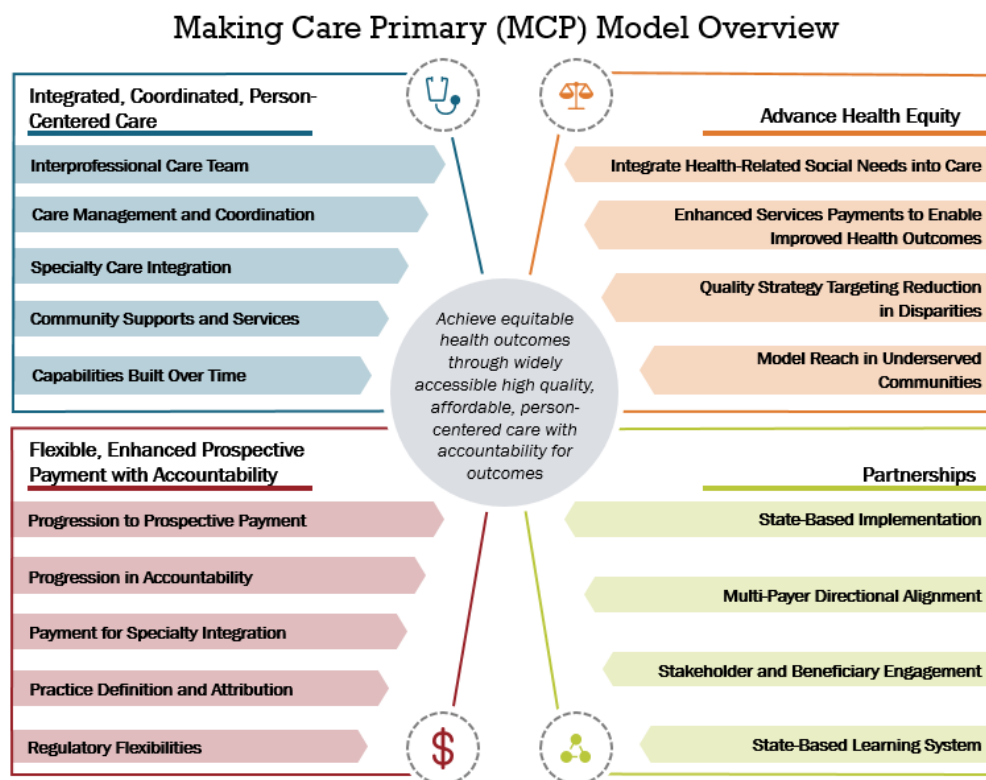 Making Care Primary (MCP) Model Overview
Integrated, Coordinated, Person-
Centered Care
Interprofessional Care Team
Care Management and Coordination
Specialty Care Integration
Community Supports and Services
Capabilities Built Over Time
Advance Health Equity
Integrate Health-Related Social Needs into Care
Enhanced Services Payments to Enable
Improved Health Outcomes
Quality Strategy Targeting Reduction
in Disparities
Model Reach in Underserved
Communities
Achieve equitable
health outcomes
through widely
accessible high quality,
affordable, person-
centered care with
accountability for
outcomes
Flexible, Enhanced Prospective
Payment with Accountability
Progression to Prospective Payment
Progression in Accountability
Payment for Specialty Integration
Practice Definition and Attribution
Regulatory Flexibilities
$
Partnerships
State-Based Implementation
Multi-Payer Directional Alignment
Stakeholder and Beneficiary Engagement
State-Based Learning System